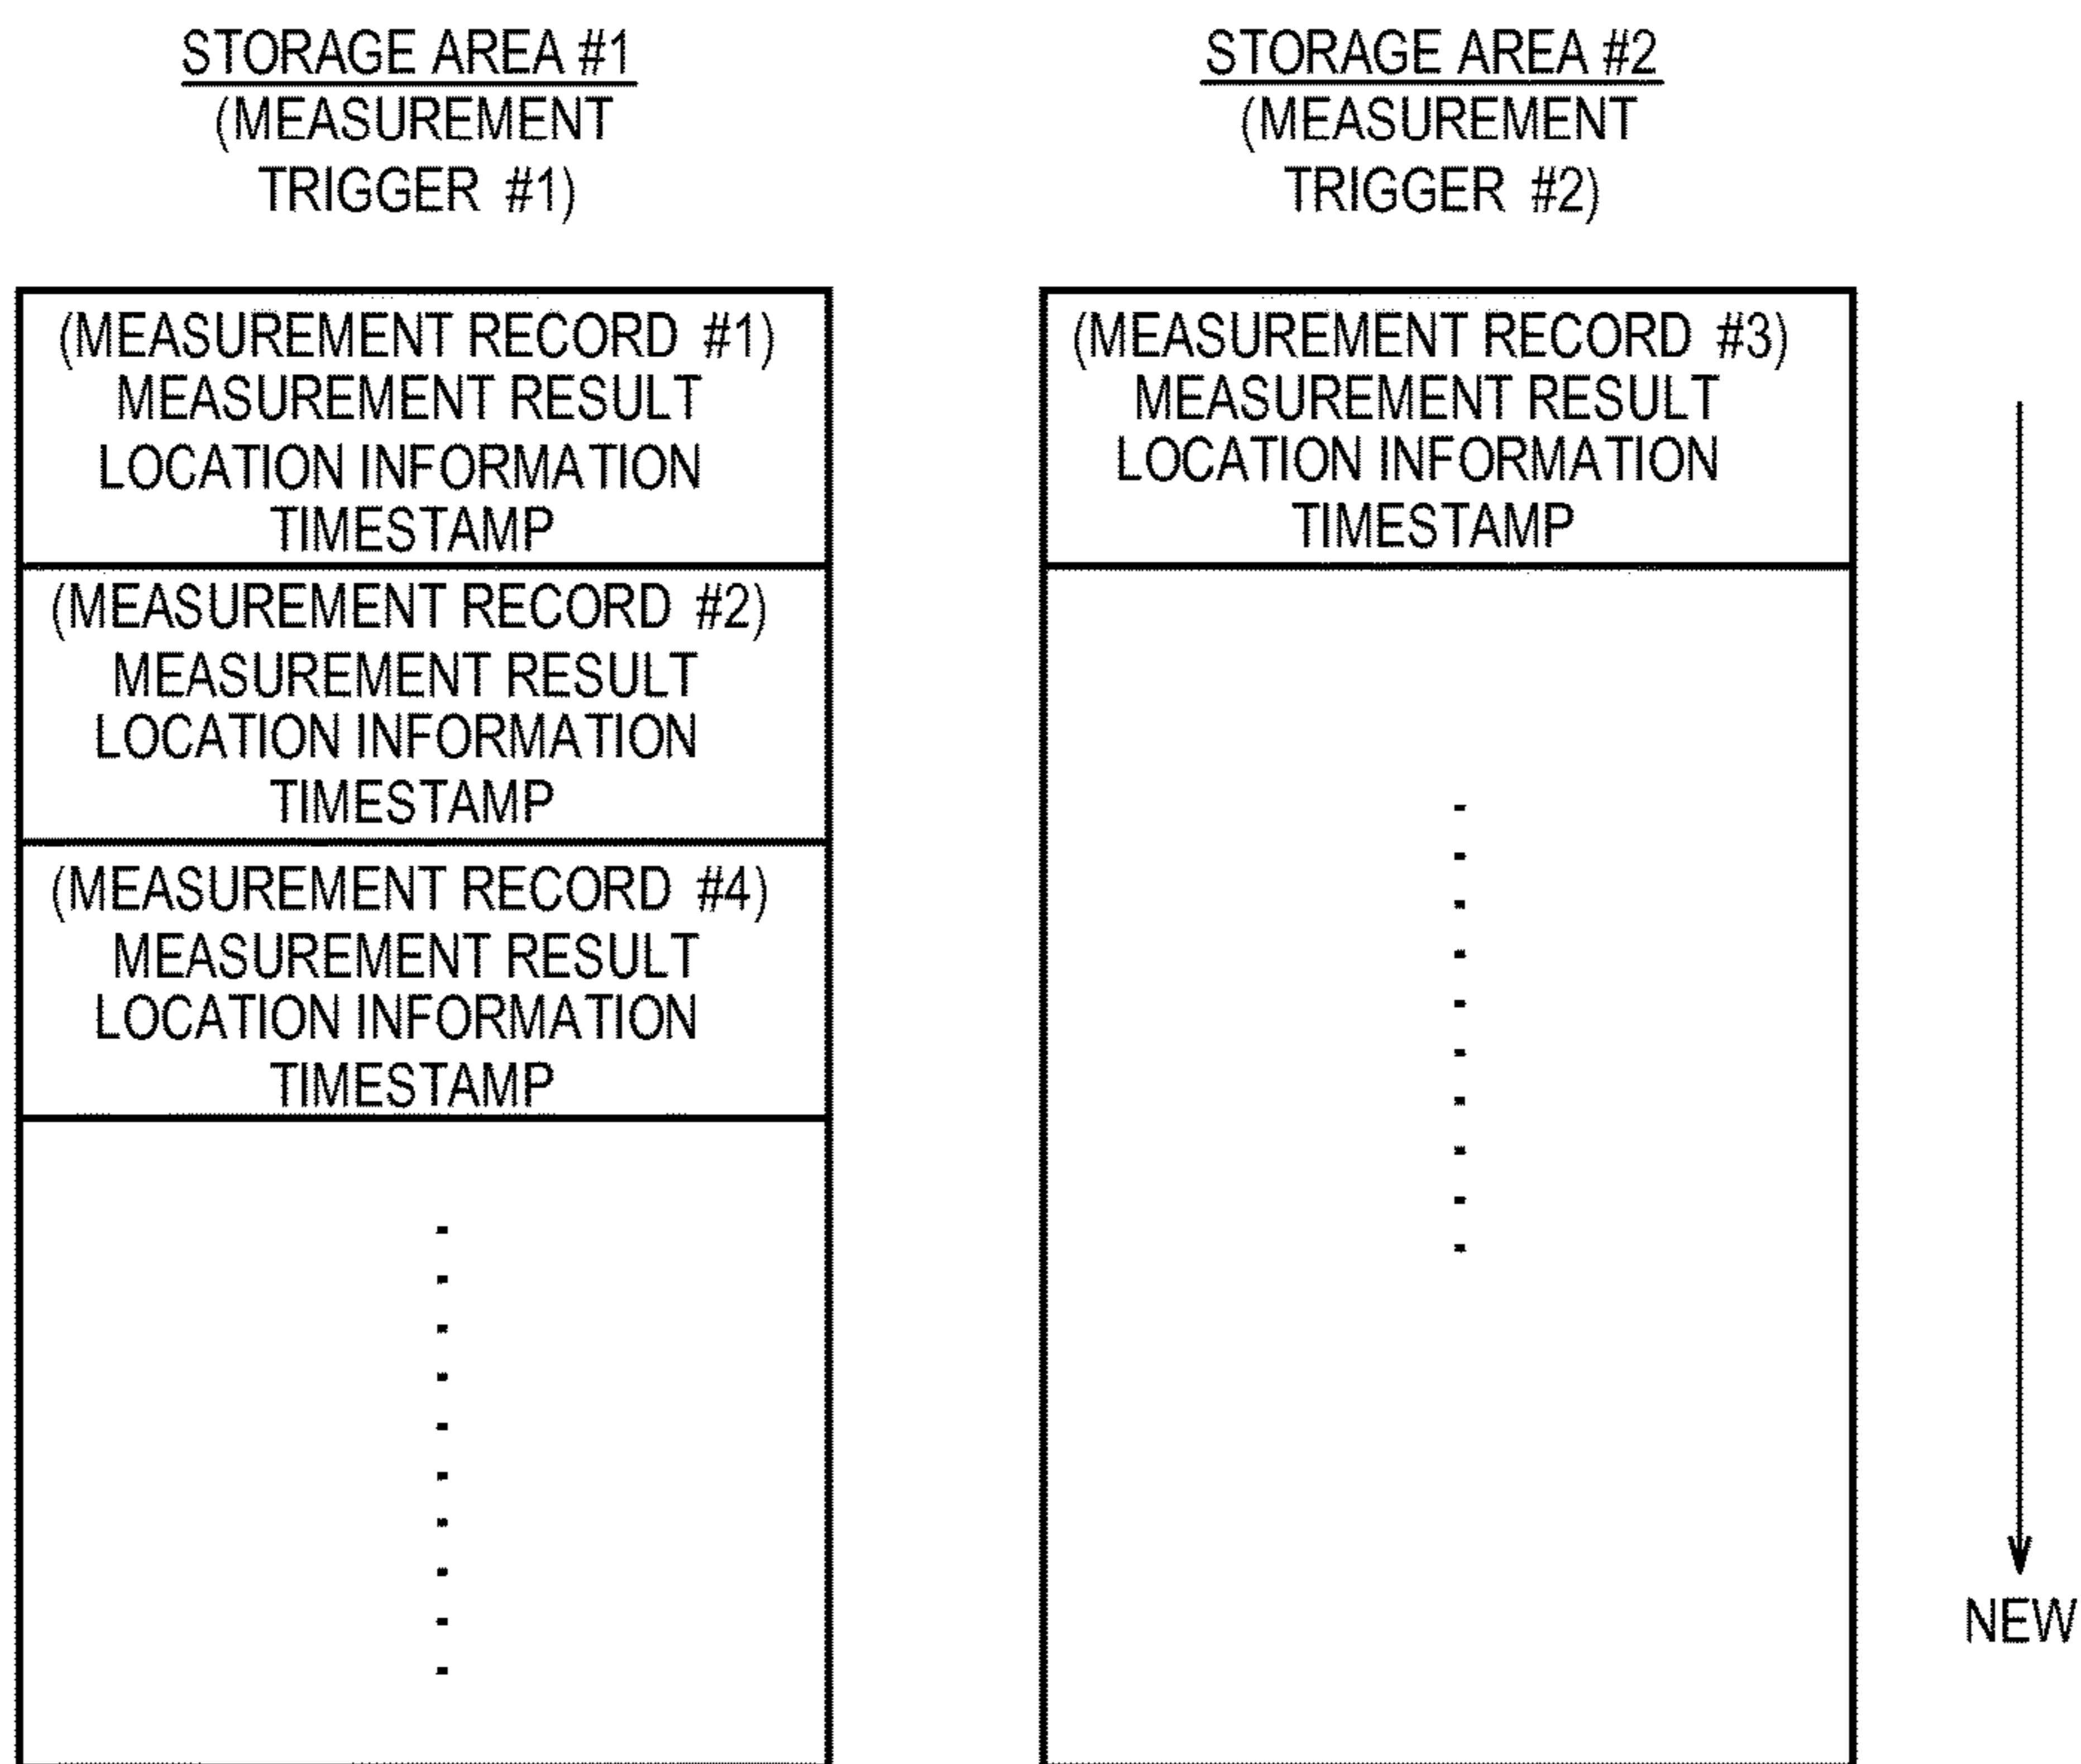 STORAGE AREA #1
(MEASUREMENT
TRIGGER #1)
(MEASUREMENT RECORD #1)
MEASUREMENT RESULT
LOCATION INFORMATION
TIMESTAMP
(MEASUREMENT RECORD #2)
MEASUREMENT RESULT
LOCATION INFORMATION
TIMESTAMP
(MEASUREMENT RECORD #4)
MEASUREMENT RESULT
LOCATION INFORMATION
TIMESTAMP
STORAGE AREA #2
(MEASUREMENT
TRIGGER #2)
(MEASUREMENT RECORD #3)
MEASUREMENT RESULT
LOCATION INFORMATION
TIMESTAMP
NEW